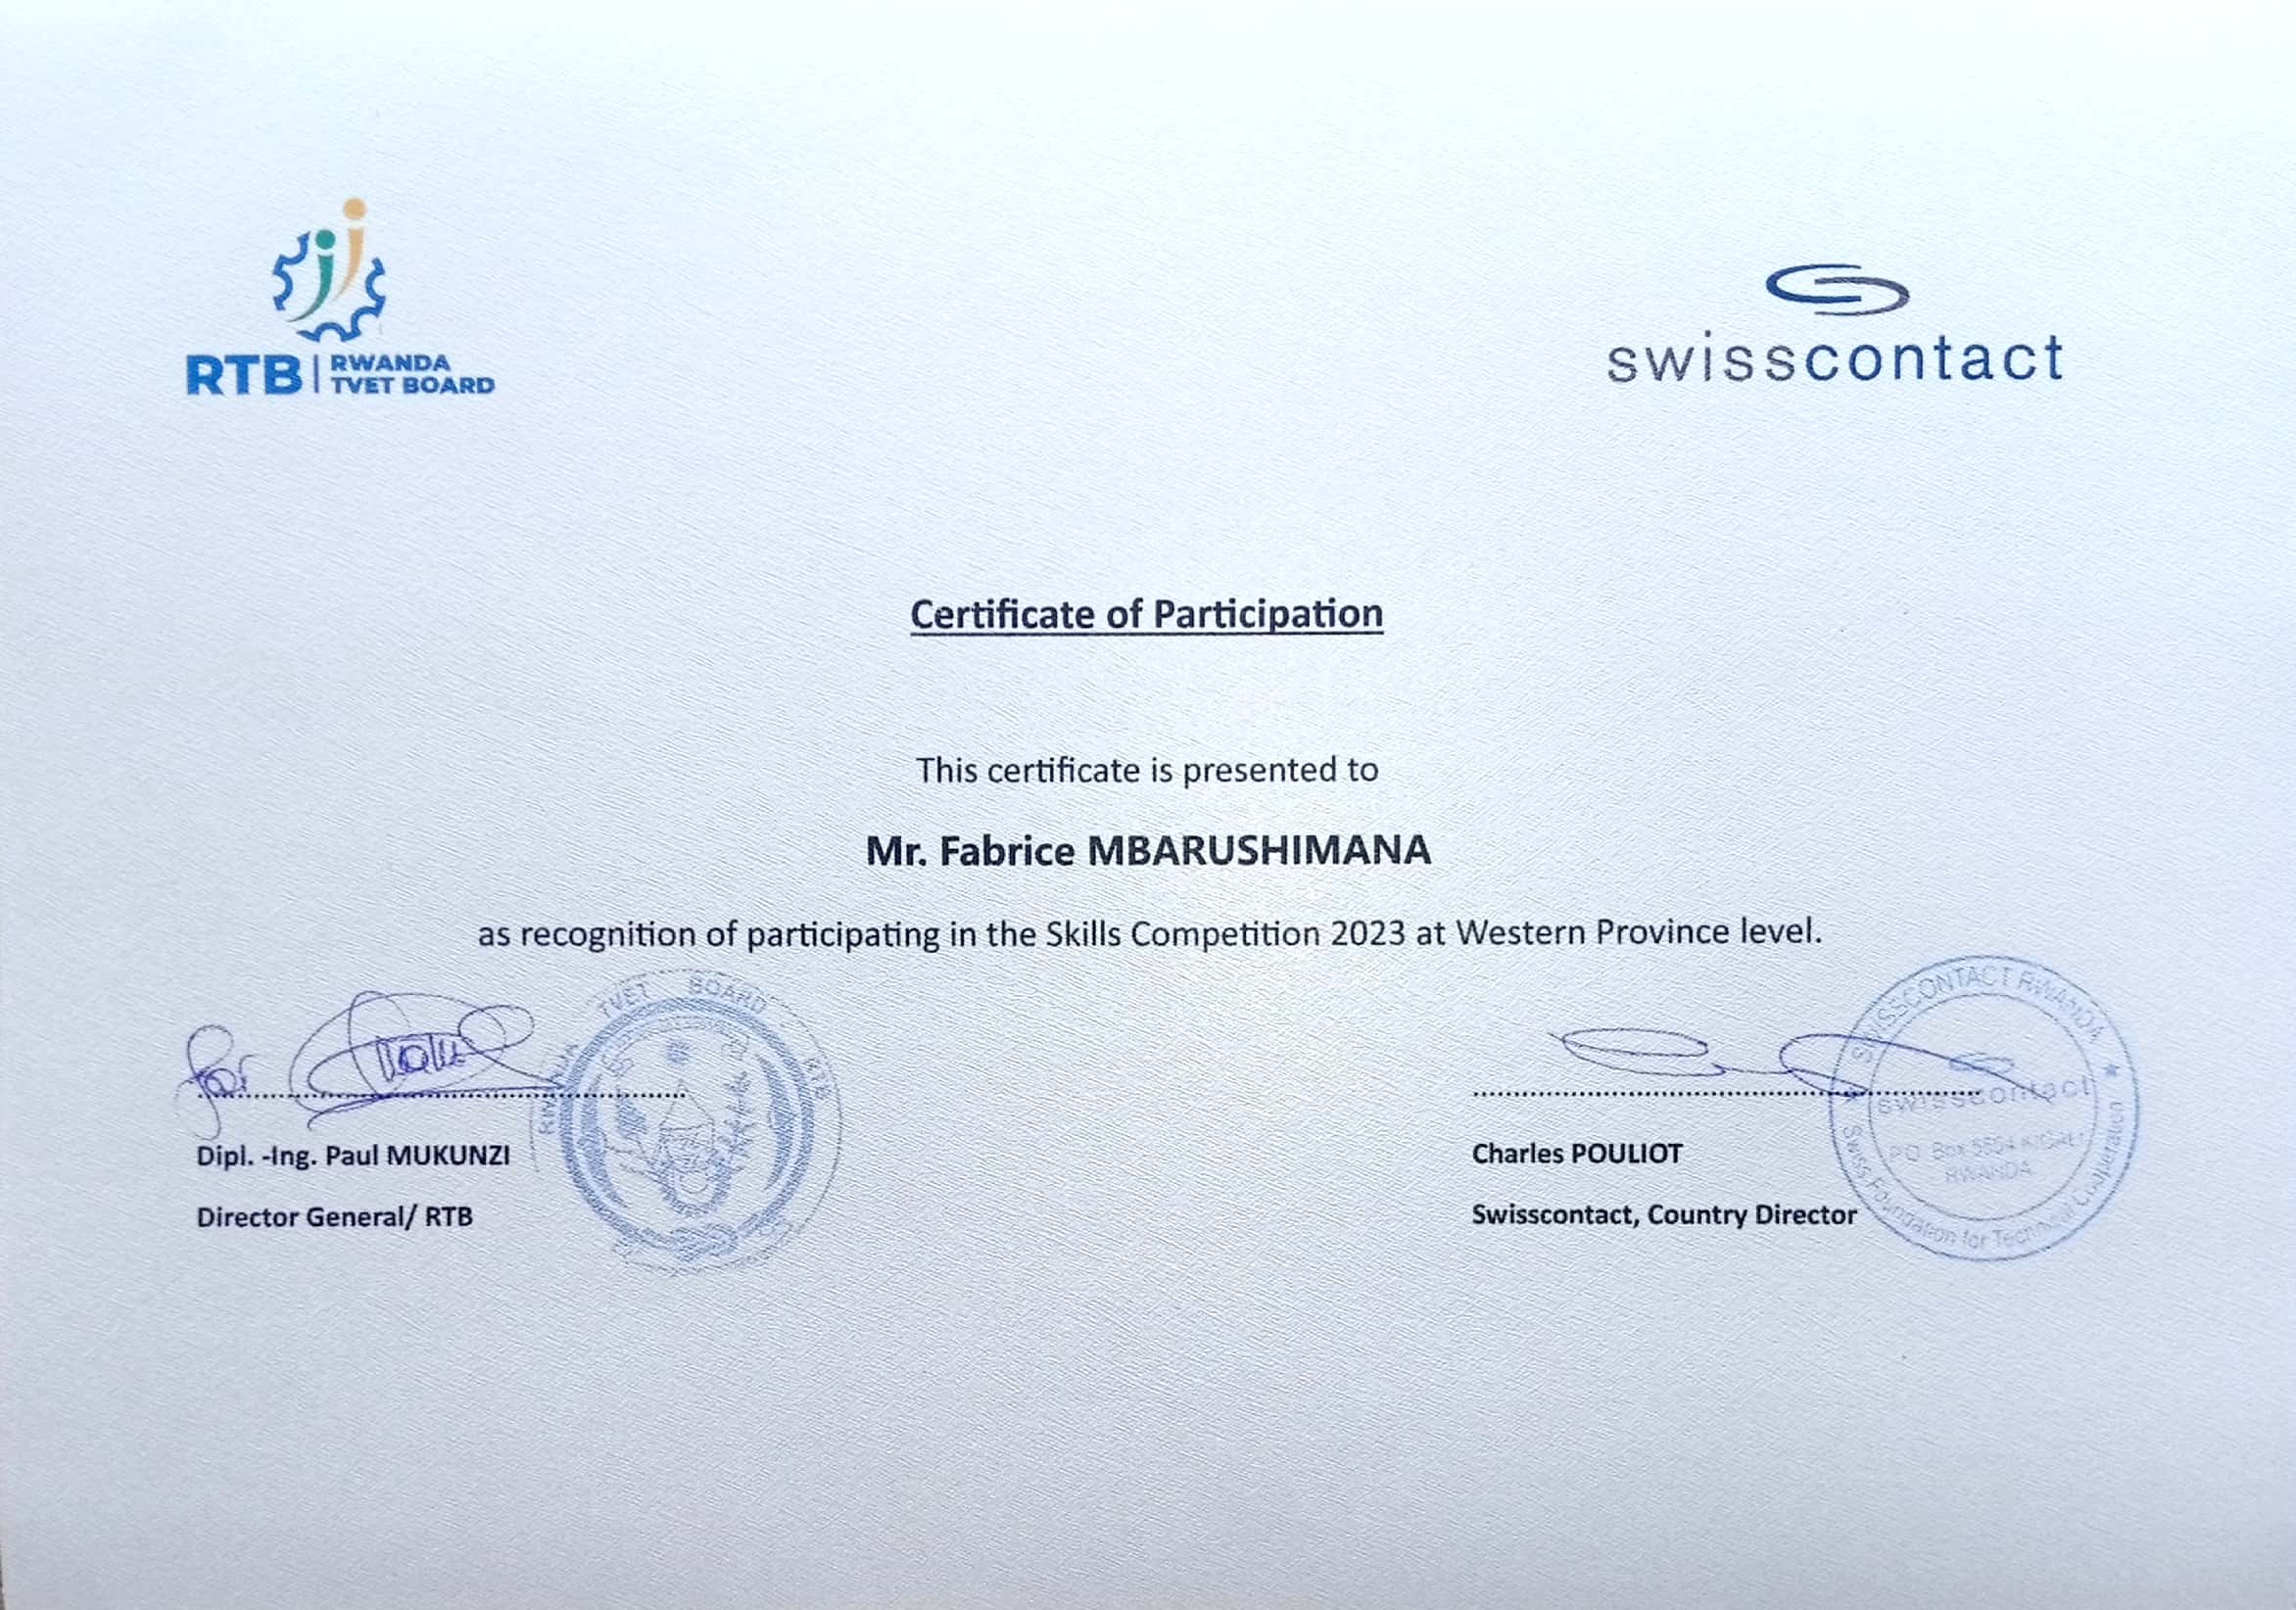 RTB | RWANDA
TVET BOARD
swisscontact
Certificate of Participation
This certificate is presented to
Mr. Fabrice MBARUSHIMANA
as recognition of participating in the Skills Competition 2023 at Western Province level.
for
RWANDA TVET BOARD - RTB
Dipl. -Ing. Paul MUKUNZI
Director General/ RTB
SWISSCONTACT RWANDA
swisscontact
PO Box
RWANDA
Swiss Foundation for Technical Cooperation
Charles POULIOT
Swisscontact, Country Director